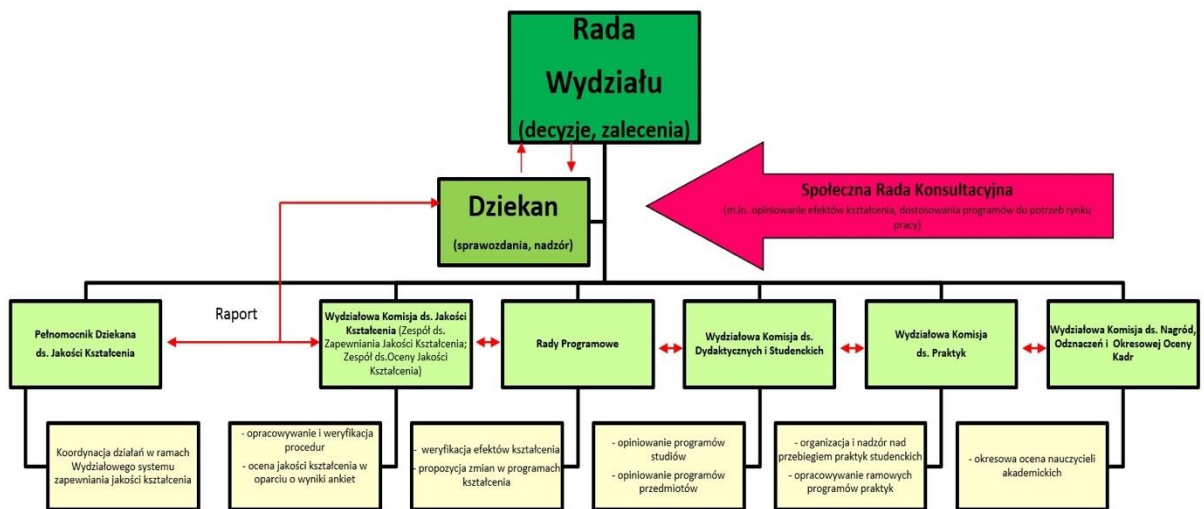 Rada
Wydziału
(decyzje, zalecenia)
Dziekan
(sprawozdania, nadzór)
Społeczna Rada Konsultacyjna
(m.in. opiniowanie efektów kształcenia, dostosowania programów do potrzeb rynku
pracy)
Raport
Pełnomocnik Dziekana
ds. Jakości Kształcenia
Wydziałowa Komisja ds. Jakości
Kształcenia (Zespół ds.
Zapewniania Jakości Kształcenia;
Zespół ds.Oceny Jakości
Kształcenia)
Rady Programowe
Wydziałowa Komisja ds.
Dydaktycznych i Studenckich
Wydziałowa Komisja
ds. Praktyk
Wydziałowa Komisja ds. Nagród,
Odznaczeń i Okresowej Oceny
Kadr
Koordynacja działań w ramach
Wydziałowego systemu
zapewniania jakości kształcenia
- opracowywanie i weryfikacja
procedur
- ocena jakości kształcenia w
oparciu o wyniki ankiet
- weryfikacja efektów kształcenia
- propozycja zmian w programach
kształcenia
- opiniowanie programów
studiów
- opiniowanie programów
przedmiotów
- organizacja i nadzór nad
przebiegiem praktyk studenckich
- opracowywanie ramowych
programów praktyk
- okresowa ocena nauczycieli
akademickich